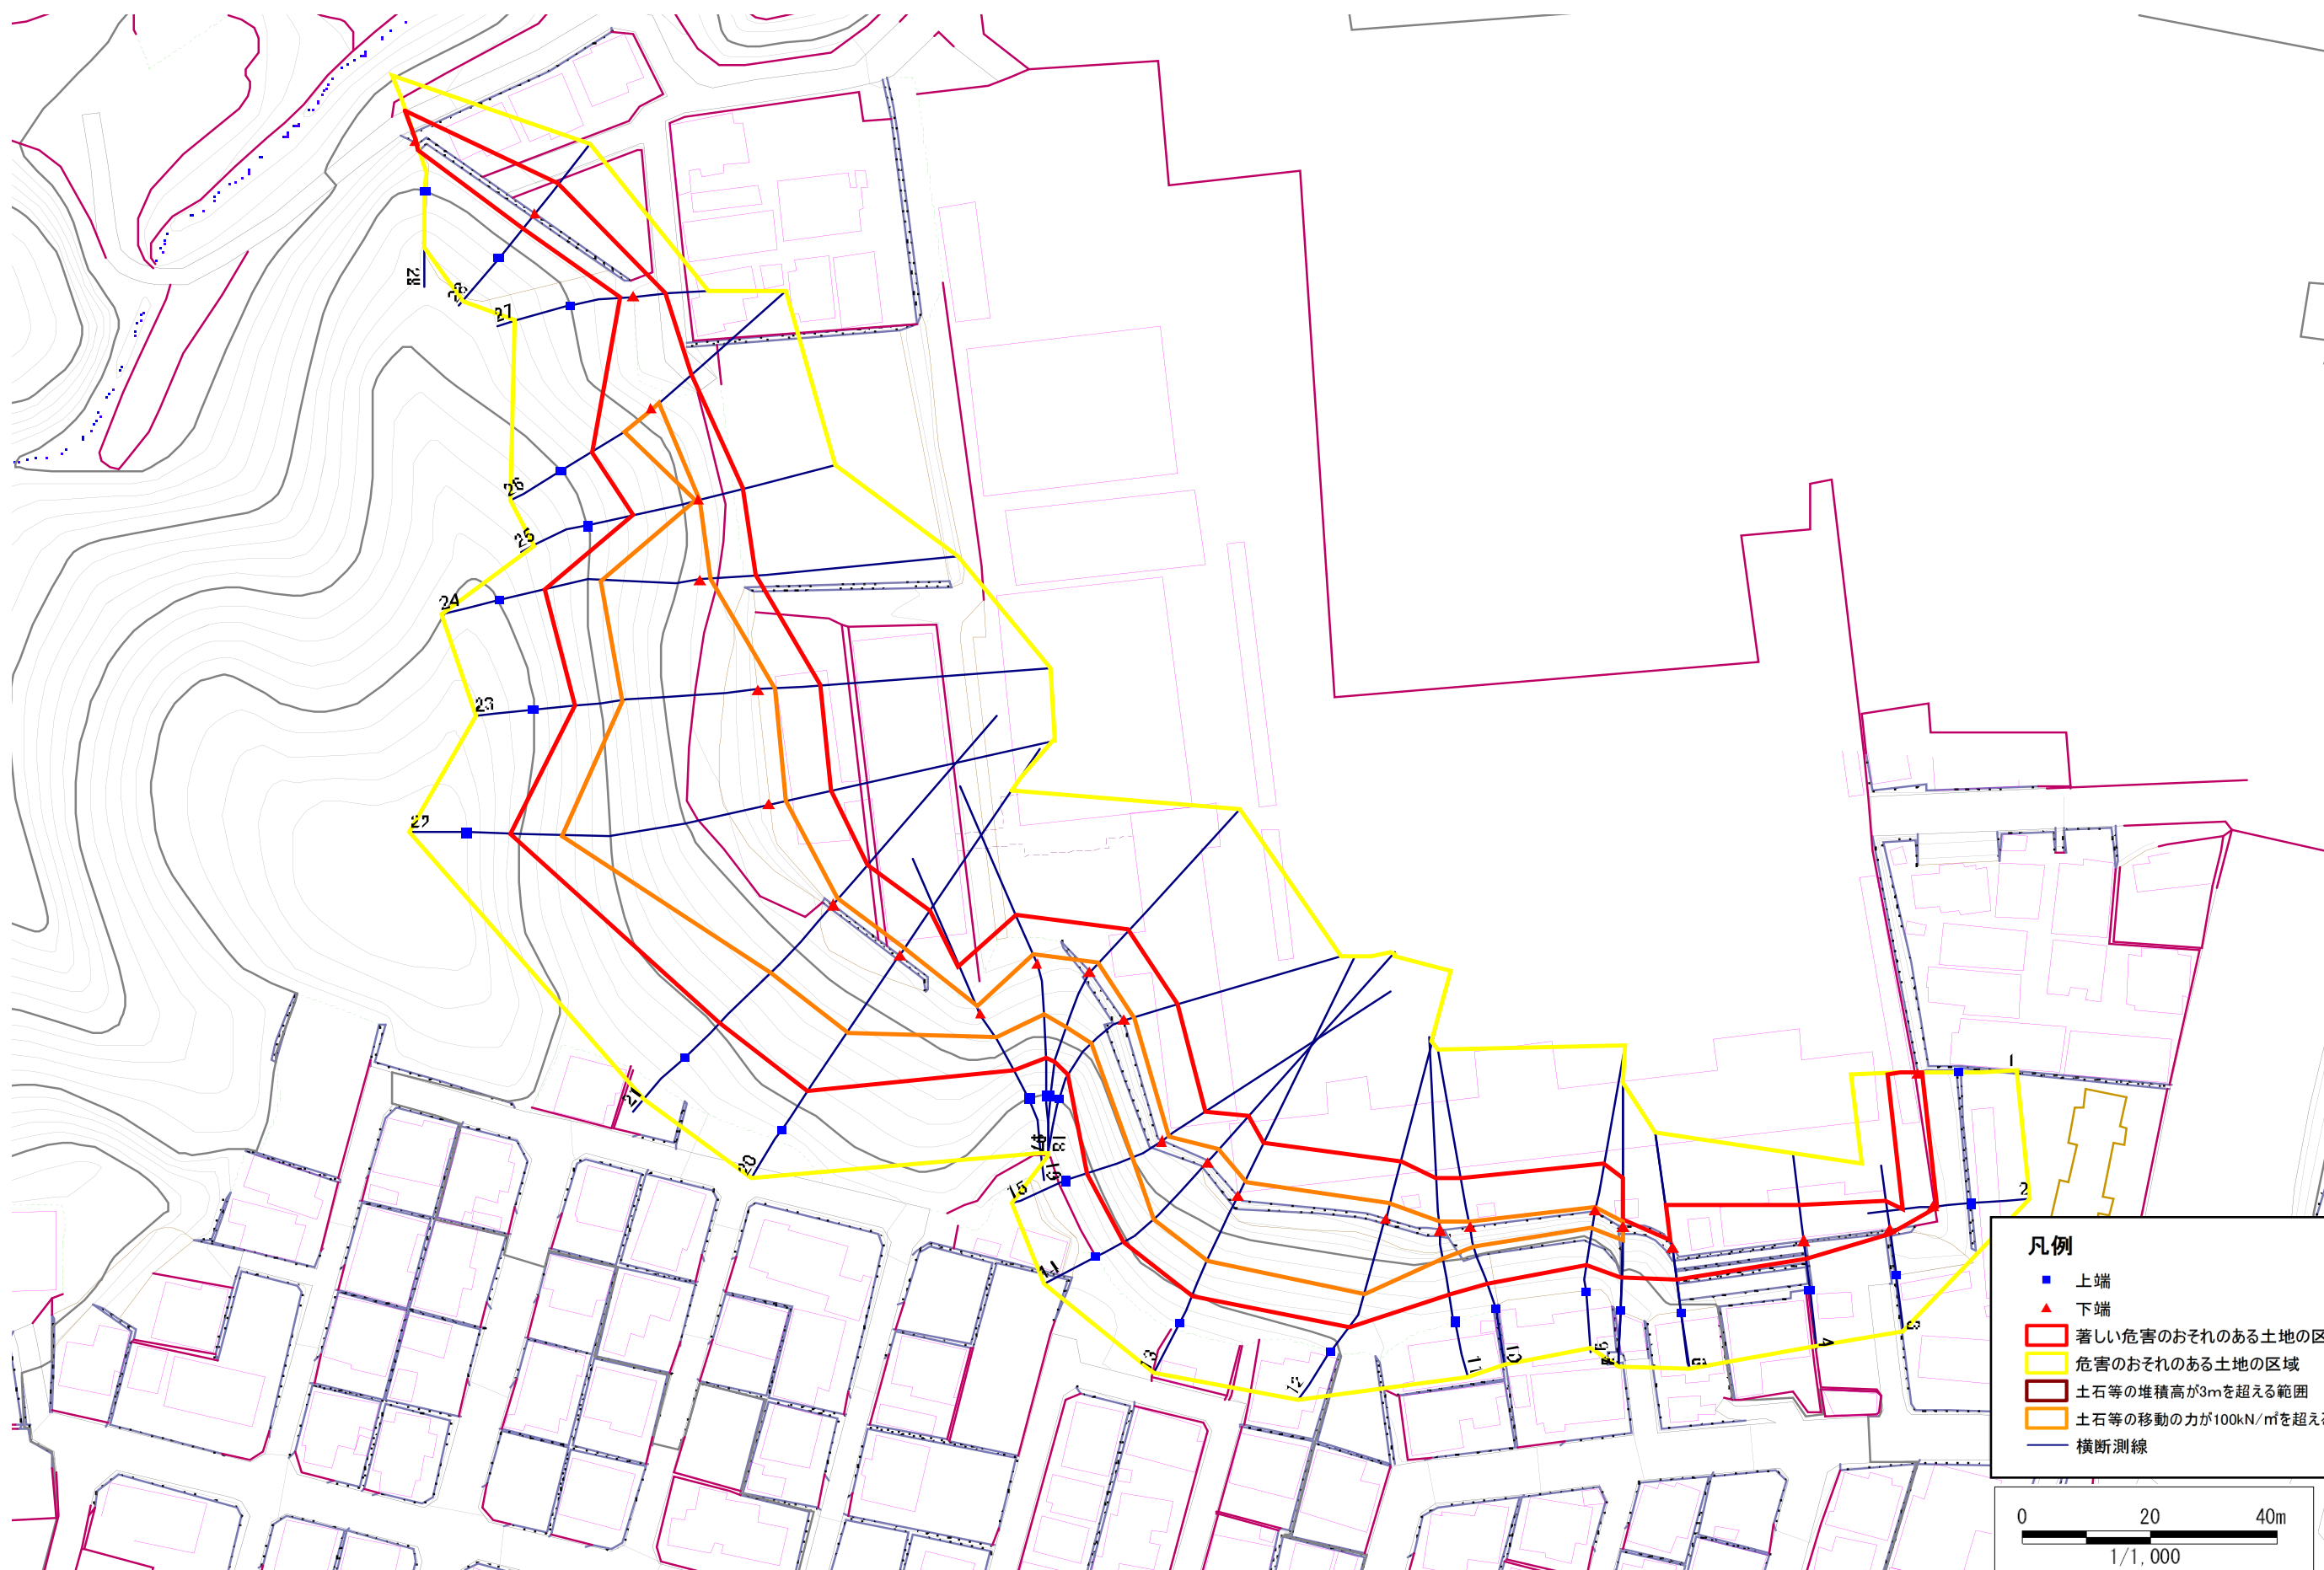 28
27
26
25
24
23
22
21
20
18
19
15
14
13
12
11
10
1
2
3
4
凡例
上端
下端
著しい危害のおそれのある土地の区
危害のおそれのある土地の区域
土石等の堆積高が3mを超える範囲
土石等の移動の力が100kN/㎡を超え
横断測線
0 20 40m
1/1,000